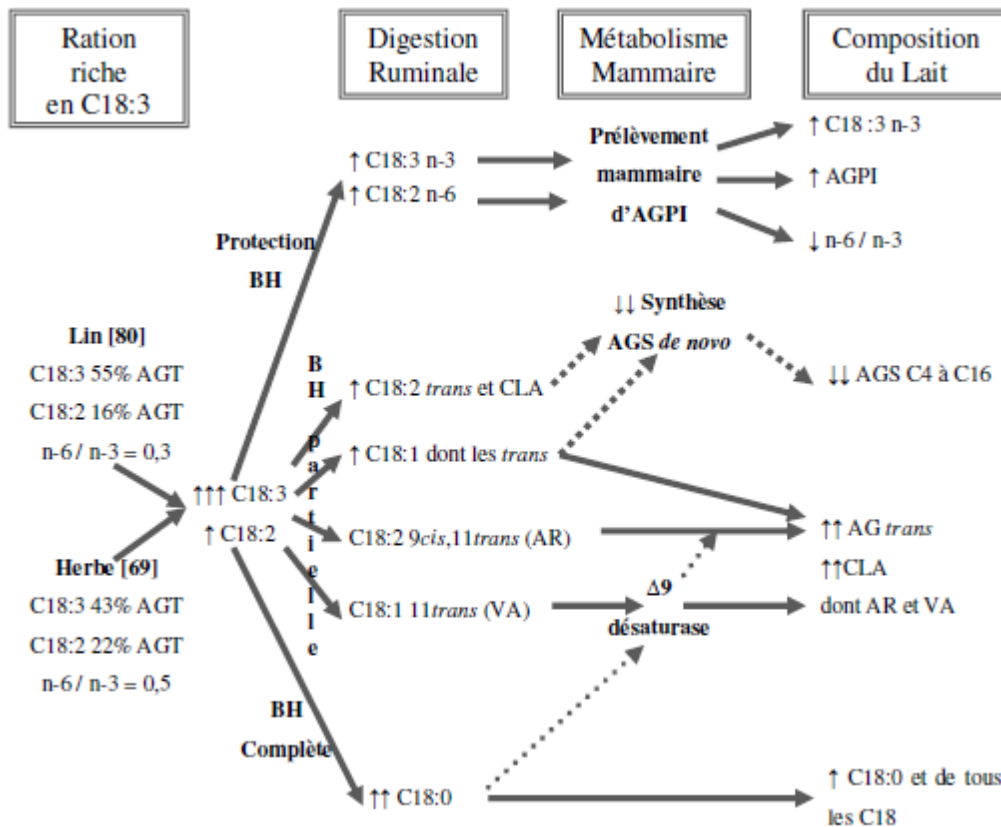 Ration
riche
en C18:3
Digestion
Ruminale
Métabolisme
Mammaire
Composition
du Lait
↑ C18:3 n-3
↑ C18:2 n-6
Prélèvement
mammaire
d'AGPI
↑ C18 :3 n-3
↑ AGPI
↓ n-6 / n-3
Protection
BH
Lin [80]
C18:3 55% AGT
C18:2 16% AGT
n-6 / n-3 = 0,3
↑↑↑ C18:3
↑ C18:2
Herbe [69]
C18:3 43% AGT
C18:2 22% AGT
n-6 / n-3 = 0,5
BH partielle
↑ C18:2 trans et CLA
↑ C18:1 dont les trans
C18:2 9cis,11trans (AR)
C18:1 11trans (VA)
↓↓ Synthèse
AGS de novo
↓↓ AGS C4 à C16
Δ9
désaturase
↑↑ AG trans
↑↑CLA
dont AR et VA
BH
Complète
↑↑ C18:0
↑ C18:0 et de tous
les C18